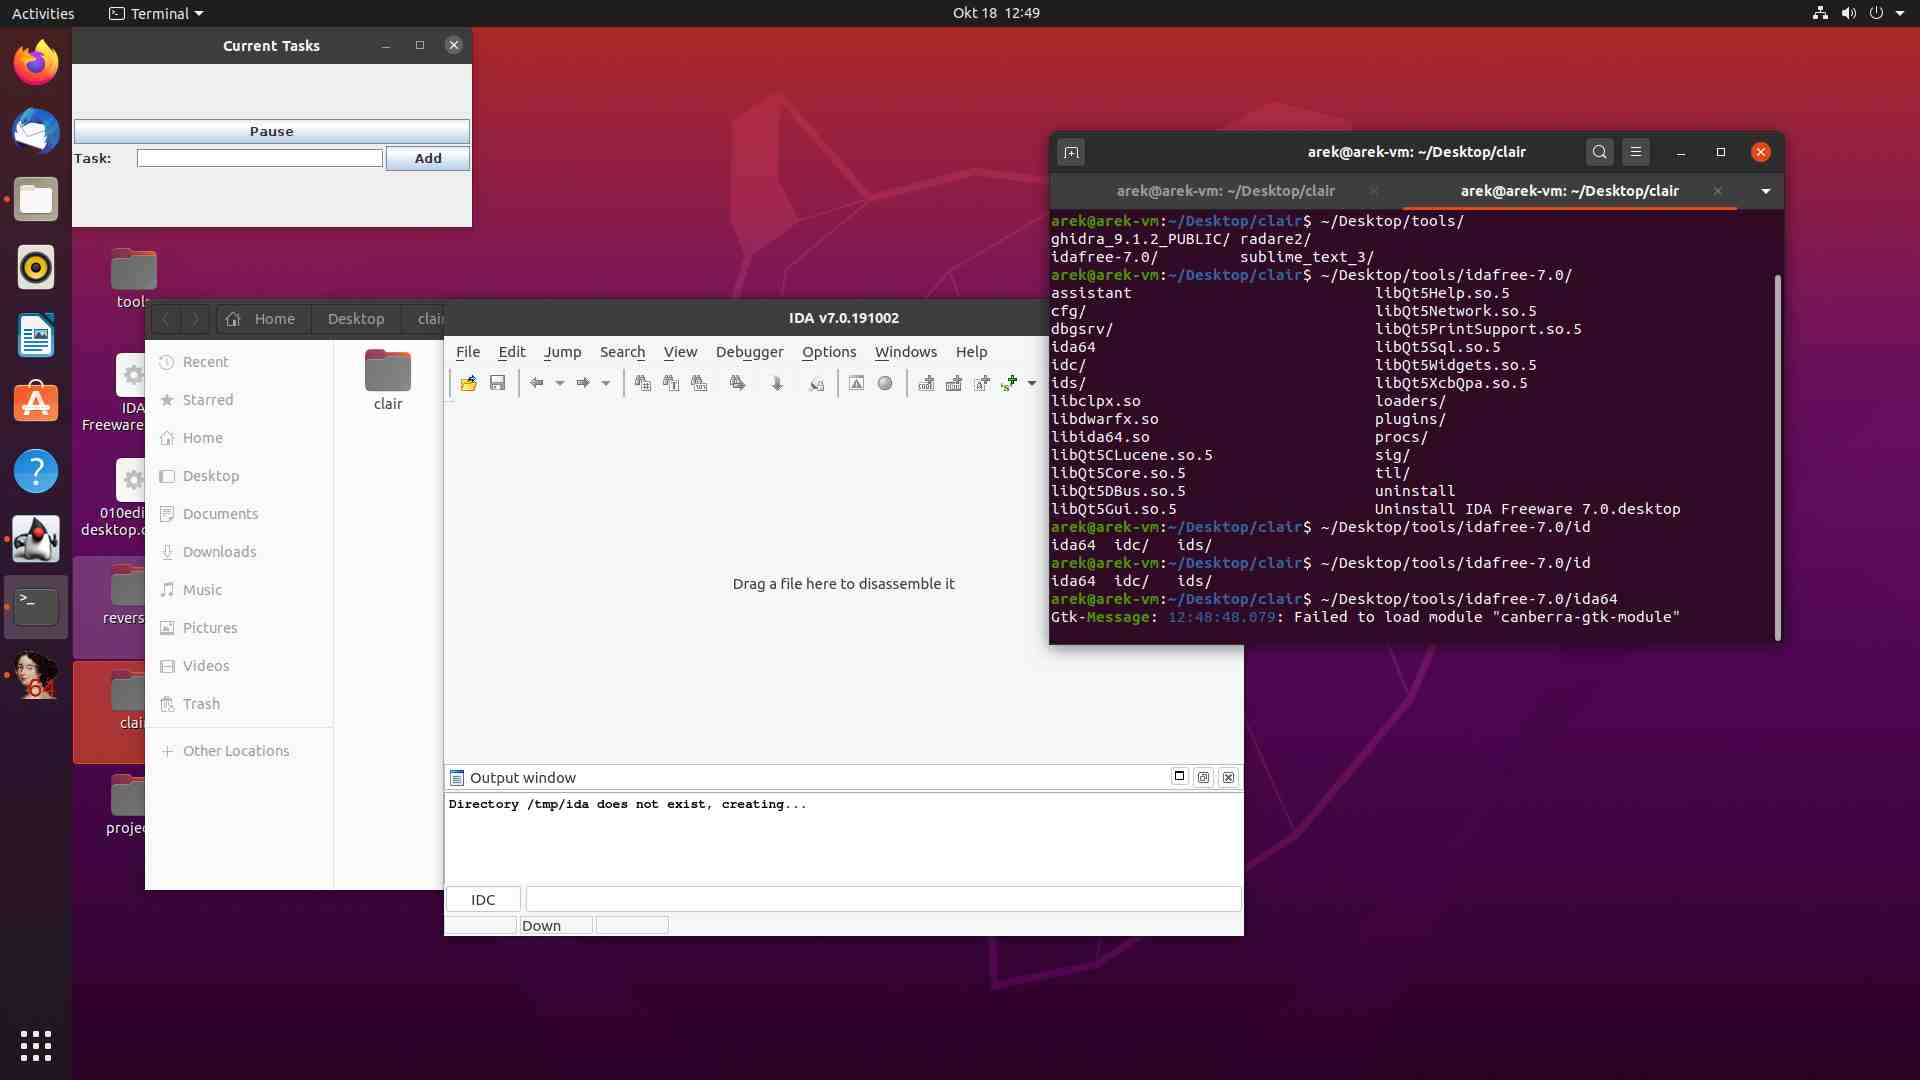 Activities
Terminal
Okt 18 12:49
Current Tasks
Pause
Task:
Add
IDA
Freeware
desktop.
Home
Desktop
Recent
Starred
Home
Desktop
Documents
Downloads
Music
Pictures
Videos
Trash
Other Locations
clair
IDA v7.0.191002
File Edit Jump Search View Debugger Options Windows Help
Drag a file here to disassemble it
Output window
Directory /tmp/ida does not exist, creating...
IDC
Down
arek@arek-vm: ~/Desktop/clair
arek@arek-vm: ~/Desktop/clair
arek@arek-vm: ~/Desktop/clair
arek@arek-vm:~/Desktop/clair$ ~/Desktop/tools/
ghidra_9.1.2_PUBLIC/ radare2/
idafree-7.0/ sublime_text_3/
arek@arek-vm:~/Desktop/clair$ ~/Desktop/tools/idafree-7.0/
assistant libQt5Help.so.5
cfg/ libQt5Network.so.5
dbgsrv/ libQt5PrintSupport.so.5
ida64 libQt5Sql.so.5
idc/ libQt5Widgets.so.5
ids/ libQt5XcbQpa.so.5
libclpx.so loaders/
libdwarfx.so plugins/
libida64.so procs/
libQt5CLucene.so.5 sig/
libQt5Core.so.5 til/
libQt5DBus.so.5 uninstall
libQt5Gui.so.5 Uninstall IDA Freeware 7.0.desktop
arek@arek-vm:~/Desktop/clair$ ~/Desktop/tools/idafree-7.0/id
ida64 idc/ ids/
arek@arek-vm:~/Desktop/clair$ ~/Desktop/tools/idafree-7.0/id
ida64 idc/ ids/
arek@arek-vm:~/Desktop/clair$ ~/Desktop/tools/idafree-7.0/ida64
Gtk-Message: 12:48:48.079: Failed to load module "canberra-gtk-module"
64